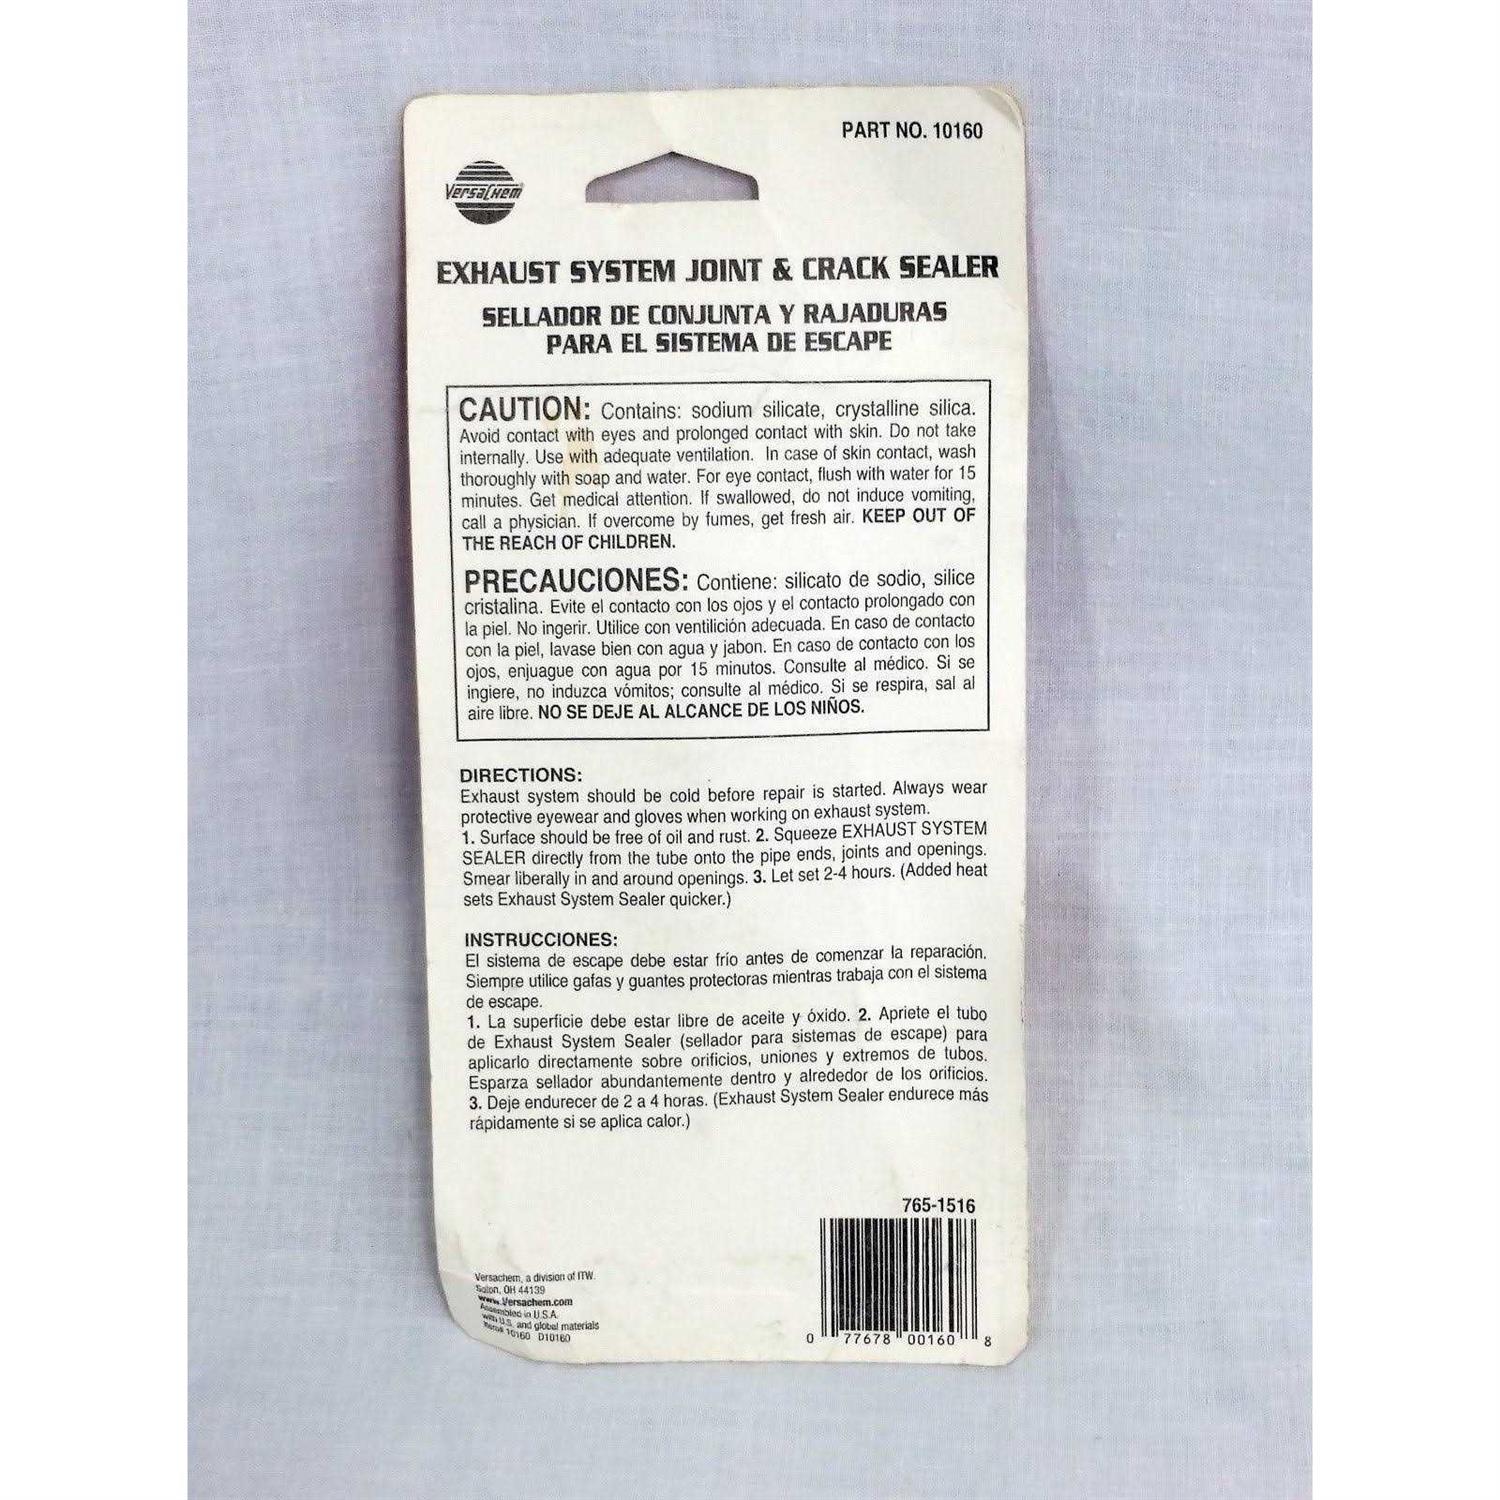 PART NO. 10160
VersaChem
EXHAUST SYSTEM JOINT & CRACK SEALER
SELLADOR DE CONJUNTA Y RAJADURAS
PARA EL SISTEMA DE ESCAPE
CAUTION: Contains: sodium silicate, crystalline silica.
Avoid contact with eyes and prolonged contact with skin. Do not take
internally. Use with adequate ventilation. In case of skin contact, wash
thoroughly with soap and water. For eye contact, flush with water for 15
minutes. Get medical attention. If swallowed, do not induce vomiting,
call a physician. If overcome by fumes, get fresh air. KEEP OUT OF
THE REACH OF CHILDREN.
PRECAUCIONES: Contiene: silicato de sodio, silice
cristalina. Evite el contacto con los ojos y el contacto prolongado con
la piel. No ingerir. Utilice con ventilición adecuada. En caso de contacto
con la piel, lavase bien con agua y jabon. En caso de contacto con los
ojos, enjuague con agua por 15 minutos. Consulte al médico. Si se
ingiere, no induzca vómitos; consulte al médico. Si se respira, sal al
aire libre. NO SE DEJE AL ALCANCE DE LOS NIÑOS.
DIRECTIONS:
Exhaust system should be cold before repair is started. Always wear
protective eyewear and gloves when working on exhaust system.
1. Surface should be free of oil and rust. 2. Squeeze EXHAUST SYSTEM
SEALER directly from the tube onto the pipe ends, joints and openings.
Smear liberally in and around openings. 3. Let set 2-4 hours. (Added heat
sets Exhaust System Sealer quicker.)
INSTRUCCIONES:
El sistema de escape debe estar frío antes de comenzar la reparación.
Siempre utilice gafas y guantes protectoras mientras trabaja con el sistema
de escape.
1. La superficie debe estar libre de aceite y óxido. 2. Apriete el tubo
de Exhaust System Sealer (sellador para sistemas de escape) para
aplicarlo directamente sobre orificios, uniones y extremos de tubos.
Esparza sellador abundantemente dentro y alrededor de los orificios.
3. Deje endurecer de 2 a 4 horas. (Exhaust System Sealer endurece más
rápidamente si se aplica calor.)
765-1516
0 77678 00160 8
Versachem, a division of ITW.
Solon, OH 44139
www.Versachem.com
Assembled in U.S.A.
with U.S. and global materials
Item# 10160 D10160